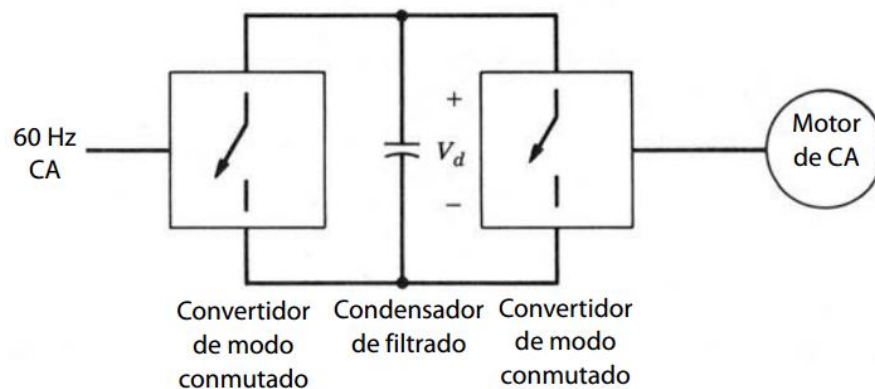 60 Hz
CA
+
V_d
−
Motor
de CA
Convertidor
de modo
conmutado
Condensador
de filtrado
Convertidor
de modo
conmutado